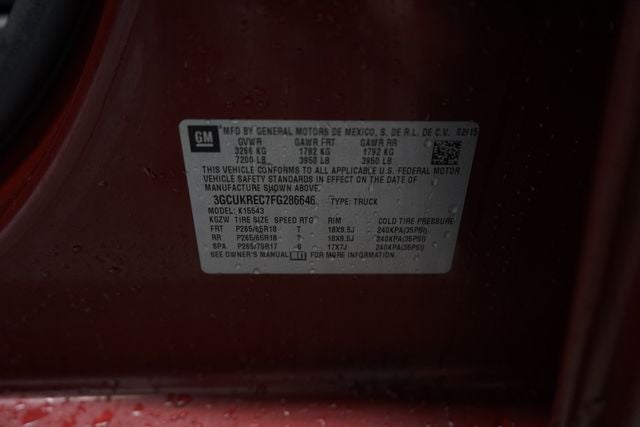 GM MFD BY GENERAL MOTORS DE MEXICO, S. DE R.L. DE C.V. 02/15
GVWR GAWR FRT GAWR RR
3266 KG 1792 KG 1792 KG
7200 LB 3950 LB 3950 LB
THIS VEHICLE CONFORMS TO ALL APPLICABLE U.S. FEDERAL MOTOR
VEHICLE SAFETY STANDARDS IN EFFECT ON THE DATE OF
MANUFACTURE SHOWN ABOVE.
3GCUKREC7FG286646 TYPE: TRUCK
MODEL: K15543
KGZW TIRE SIZE SPEED RTG RIM COLD TIRE PRESSURE
FRT P265/65R18 T 18X8.5J 240KPA(35PSI)
RR P265/65R18 T 18X8.5J 240KPA(35PSI)
SPA P265/70R17 S 17X7J 240KPA(35PSI)
SEE OWNER'S MANUAL FOR MORE INFORMATION.